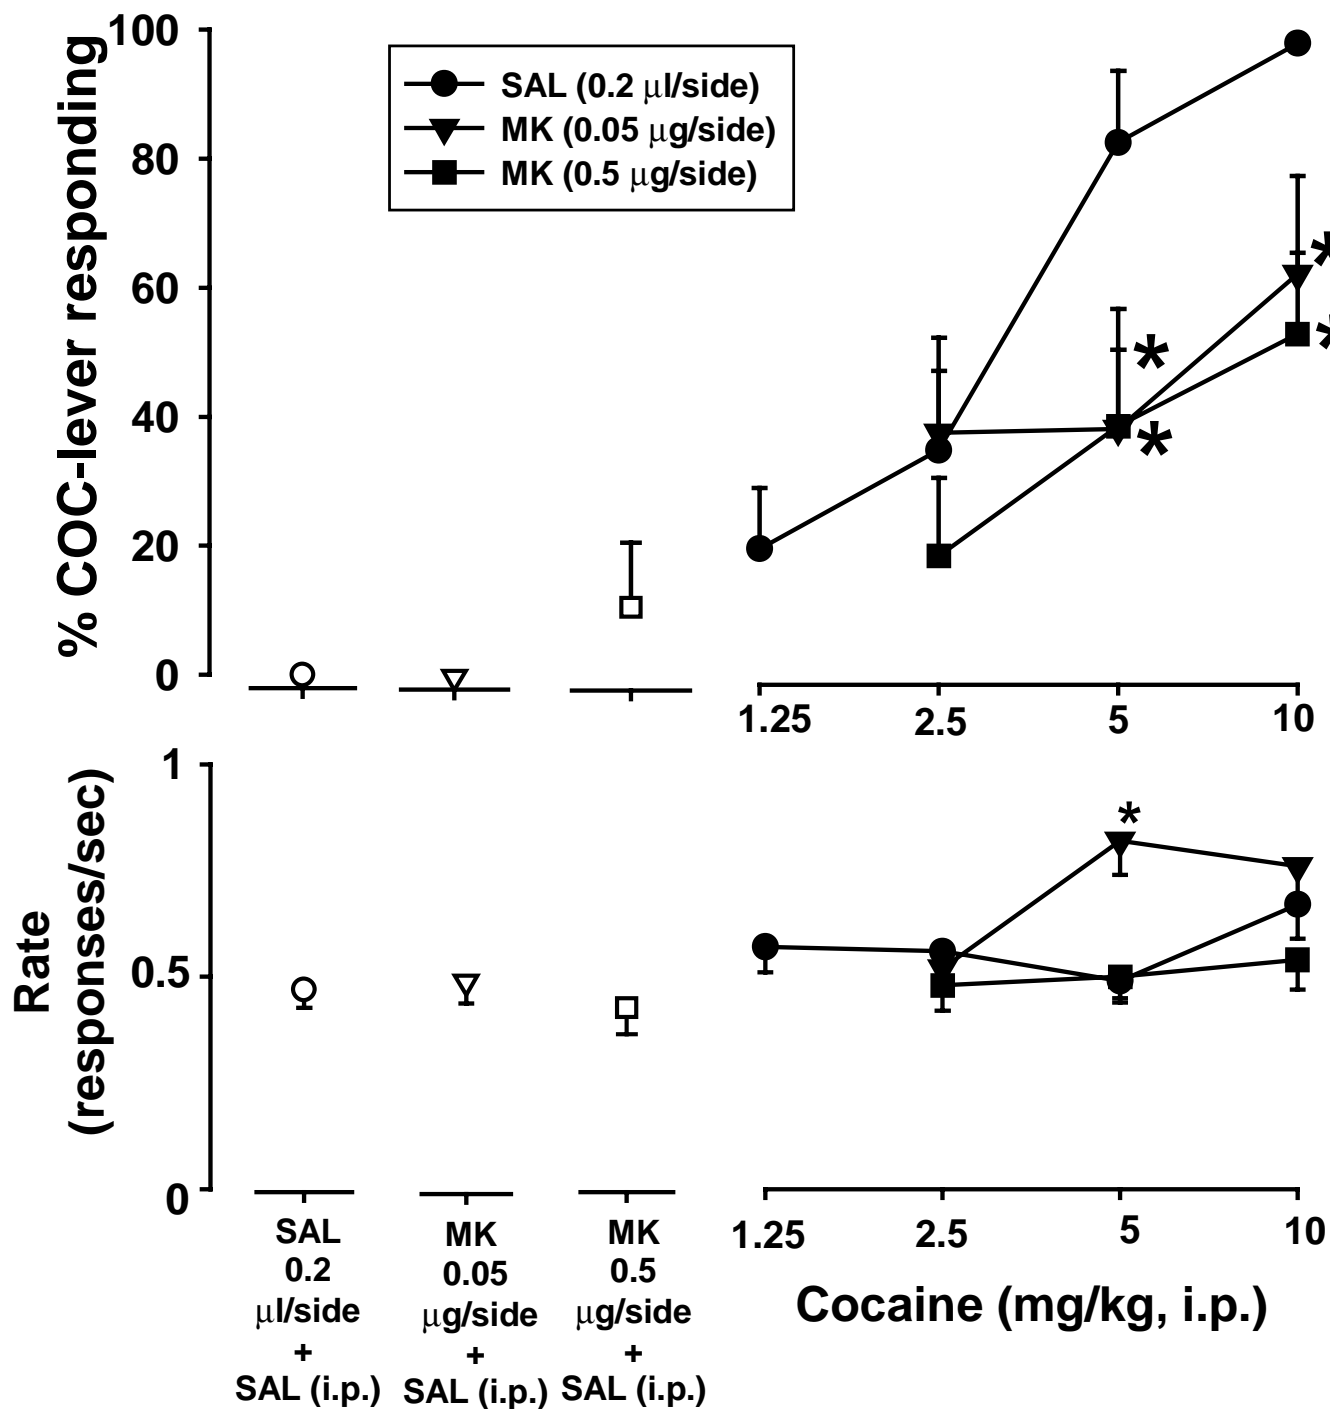 % COC-lever responding
100
80
60
40
20
0
SAL (0.2 μl/side)
MK (0.05 μg/side)
MK (0.5 μg/side)
*
*
*
*
1.25
2.5
5
10
Rate
(responses/sec)
1
0.5
0
*
SAL
0.2
μl/side
+
SAL (i.p.)
MK
0.05
μg/side
+
SAL (i.p.)
MK
0.5
μg/side
+
SAL (i.p.)
1.25
2.5
5
10
Cocaine (mg/kg, i.p.)